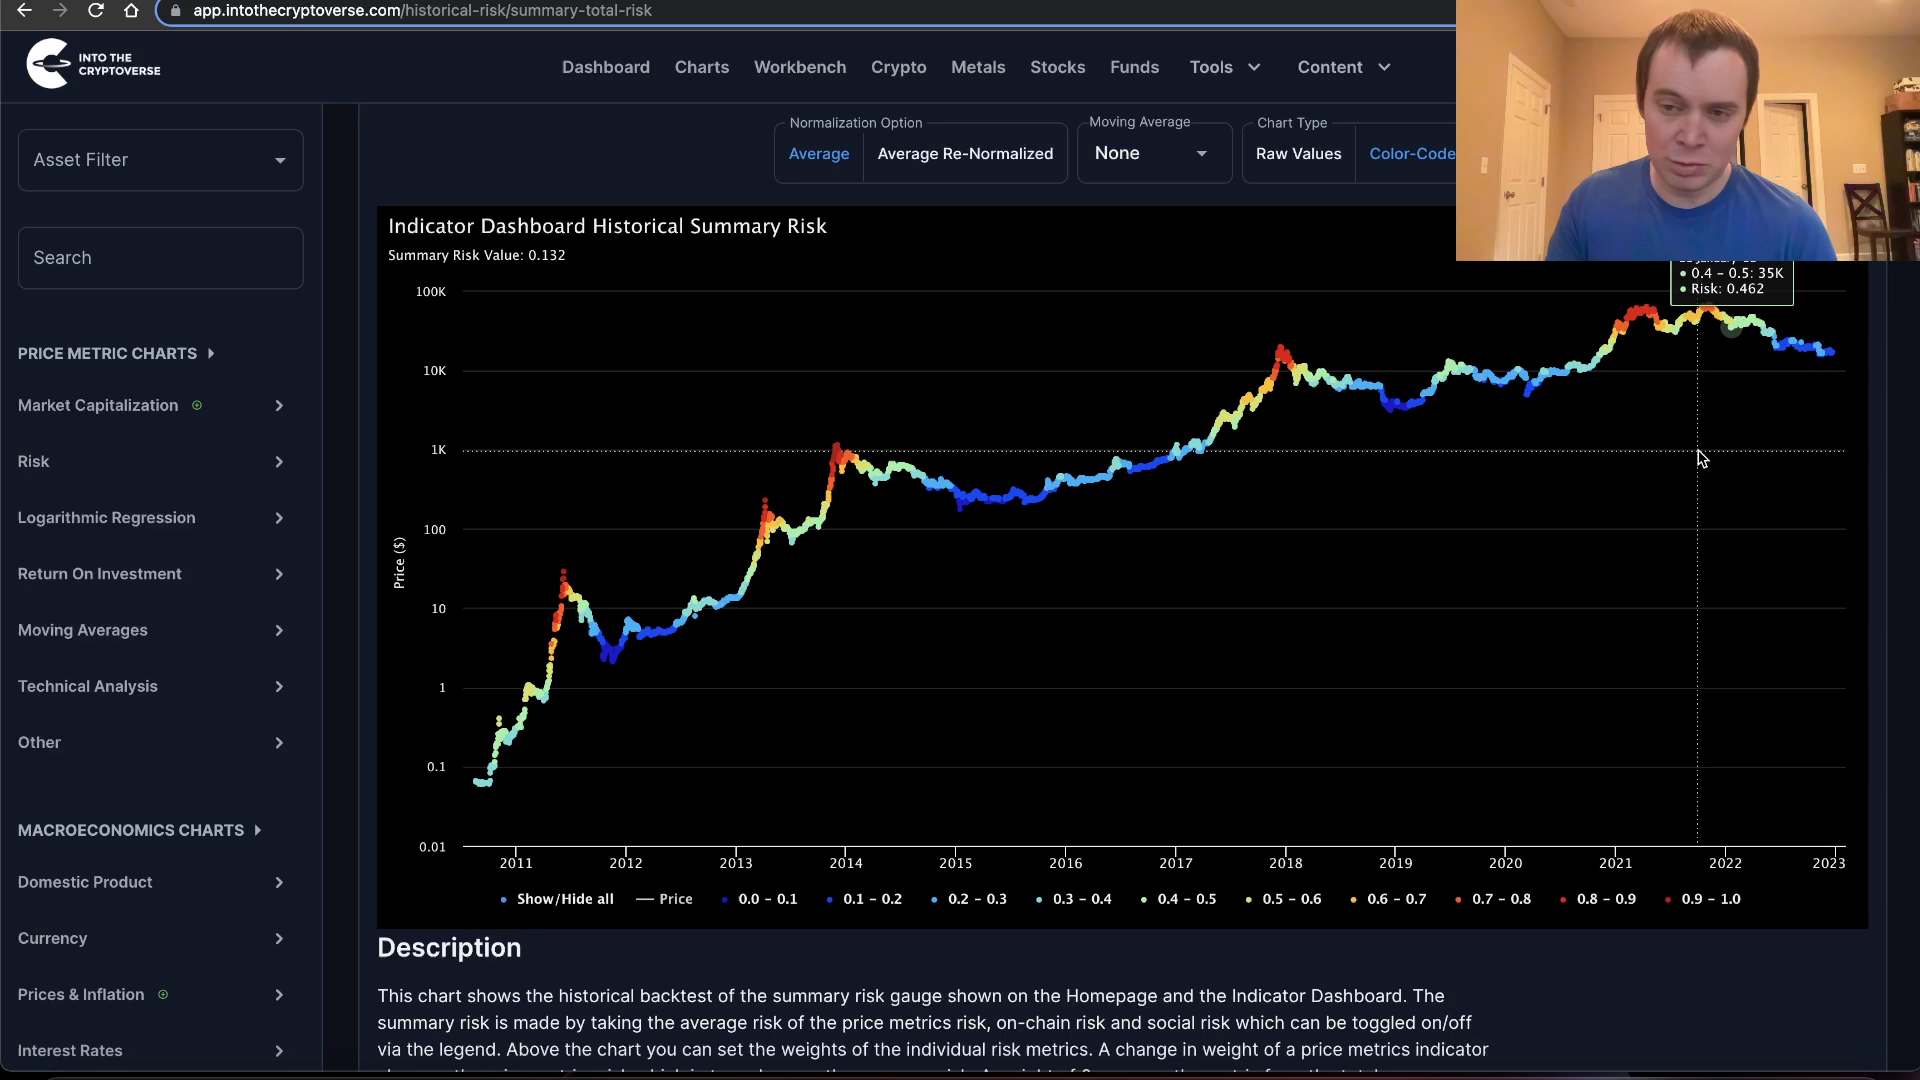 app.intothecryptoverse.com/historical-risk/summary-total-risk
INTO THE
CRYPTOVERSE
Dashboard Charts Workbench Crypto Metals Stocks Funds Tools Content
Asset Filter
Search
PRICE METRIC CHARTS
Market Capitalization
Risk
Logarithmic Regression
Return On Investment
Moving Averages
Technical Analysis
Other
MACROECONOMICS CHARTS
Domestic Product
Currency
Prices & Inflation
Interest Rates
Normalization Option
Average Average Re-Normalized
Moving Average
None
Chart Type
Raw Values Color-Code
Indicator Dashboard Historical Summary Risk
Summary Risk Value: 0.132
0.4 – 0.5: 35K
Risk: 0.462
100K
10K
1K
100
10
1
0.1
0.01
Price ($)
2011 2012 2013 2014 2015 2016 2017 2018 2019 2020 2021 2022 2023
Show/Hide all Price 0.0 – 0.1 0.1 – 0.2 0.2 – 0.3 0.3 – 0.4 0.4 – 0.5 0.5 – 0.6 0.6 – 0.7 0.7 – 0.8 0.8 – 0.9 0.9 – 1.0
Description
This chart shows the historical backtest of the summary risk gauge shown on the Homepage and the Indicator Dashboard. The
summary risk is made by taking the average risk of the price metrics risk, on-chain risk and social risk which can be toggled on/off
via the legend. Above the chart you can set the weights of the individual risk metrics. A change in weight of a price metrics indicator